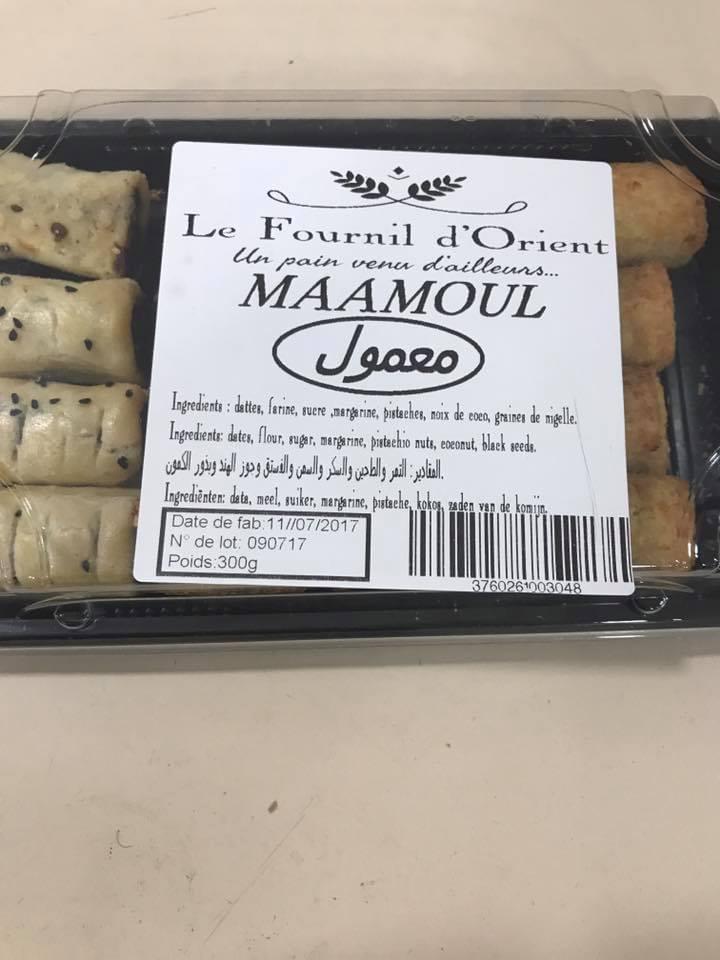 Le Fournil d'Orient
Un pain venu d'ailleurs...
MAAMOUL
معمول
Ingredients : dattes, farine, sucre ,margarine, pistaches, noix de coco, graines de nigelle.
Ingredients: dates, flour, sugar, margarine, pistachio nuts, coconut, black seeds.
المقادير: التمر والطحين والسكر والسمن والفستق وجوز الهند وبذور الكمون.
Ingrediënten: data, meel, suiker, margarine, pistache, kokos, zaden van de komijn.
Date de fab:11//07/2017
N° de lot: 090717
Poids:300g
3760261003048